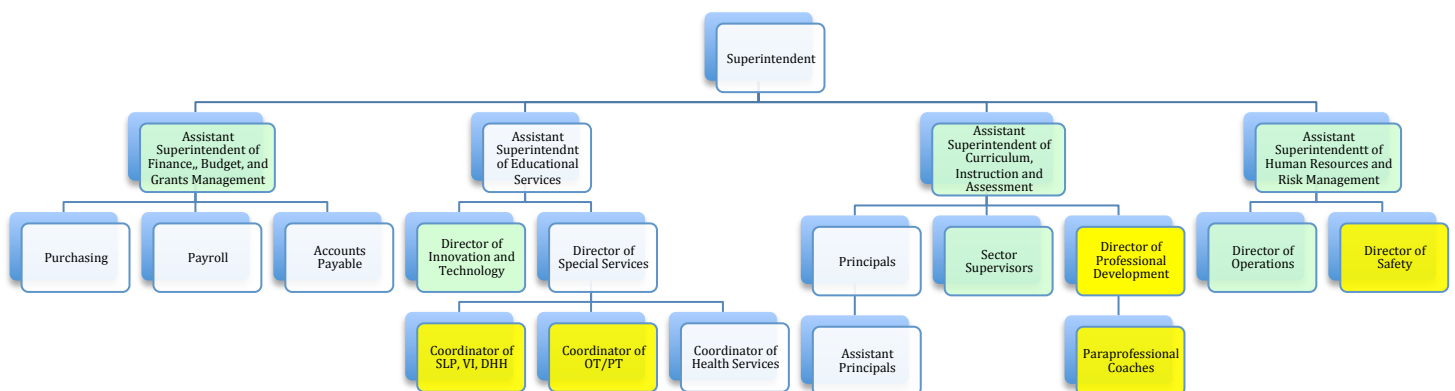 Superintendent
Assistant
Superintendent of
Finance,, Budget, and
Grants Management
Assistant
Superintendnt
of Educational
Services
Assistant
Superintendent of
Curriculum,
Instruction and
Assessment
Assistant
Superintendentt of
Human Resources and
Risk Management
Purchasing
Payroll
Accounts
Payable
Director of
Innovation and
Technology
Director of
Special Services
Principals
Sector
Supervisors
Director of
Professional
Development
Director of
Operations
Director of
Safety
Coordinator of
SLP, VI, DHH
Coordinator of
OT/PT
Coordinator of
Health Services
Assistant
Principals
Paraprofessional
Coaches